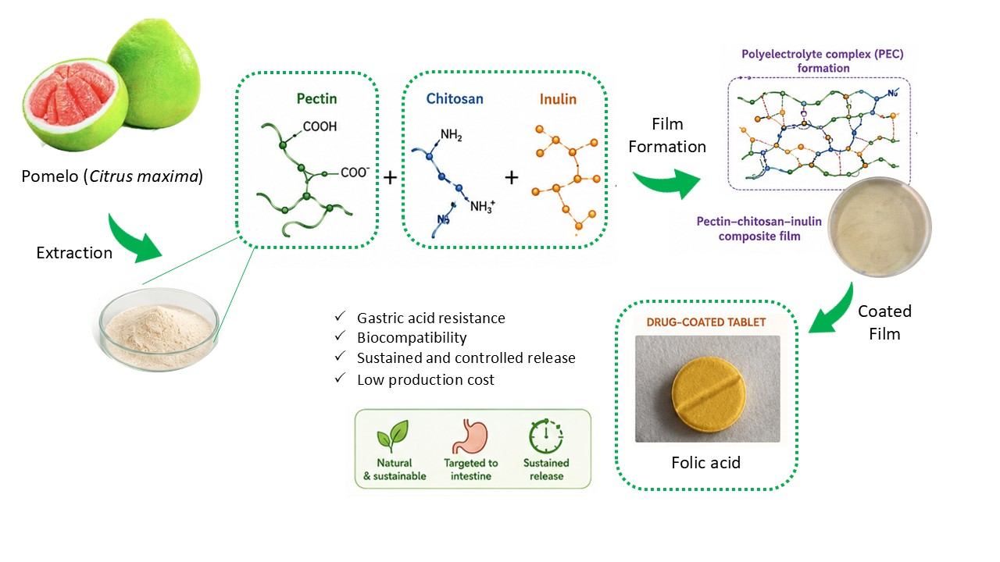 Pomelo (Citrus maxima)
Extraction
Pectin
COOH
COO⁻
+
Chitosan
NH₂
NH₃⁺
+
Inulin
Film
Formation
Polyelectrolyte complex (PEC)
formation
Pectin–chitosan–inulin
composite film
Coated
Film
✓ Gastric acid resistance
✓ Biocompatibility
✓ Sustained and controlled release
✓ Low production cost
Natural
& sustainable
Targeted to
intestine
Sustained
release
DRUG-COATED TABLET
Folic acid